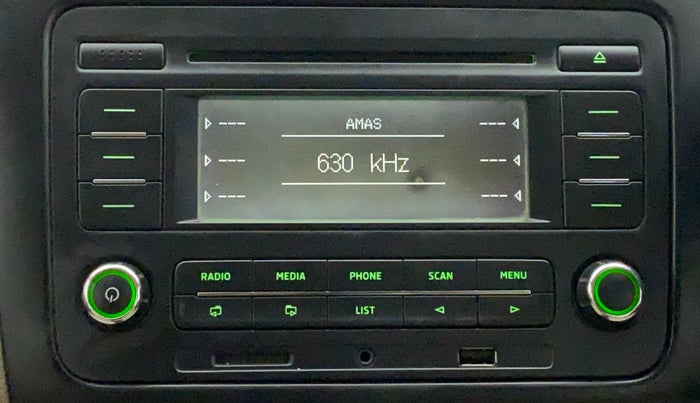 AMAS
--- ---
630 kHz
--- ---
--- ---
RADIO MEDIA PHONE SCAN MENU
LIST